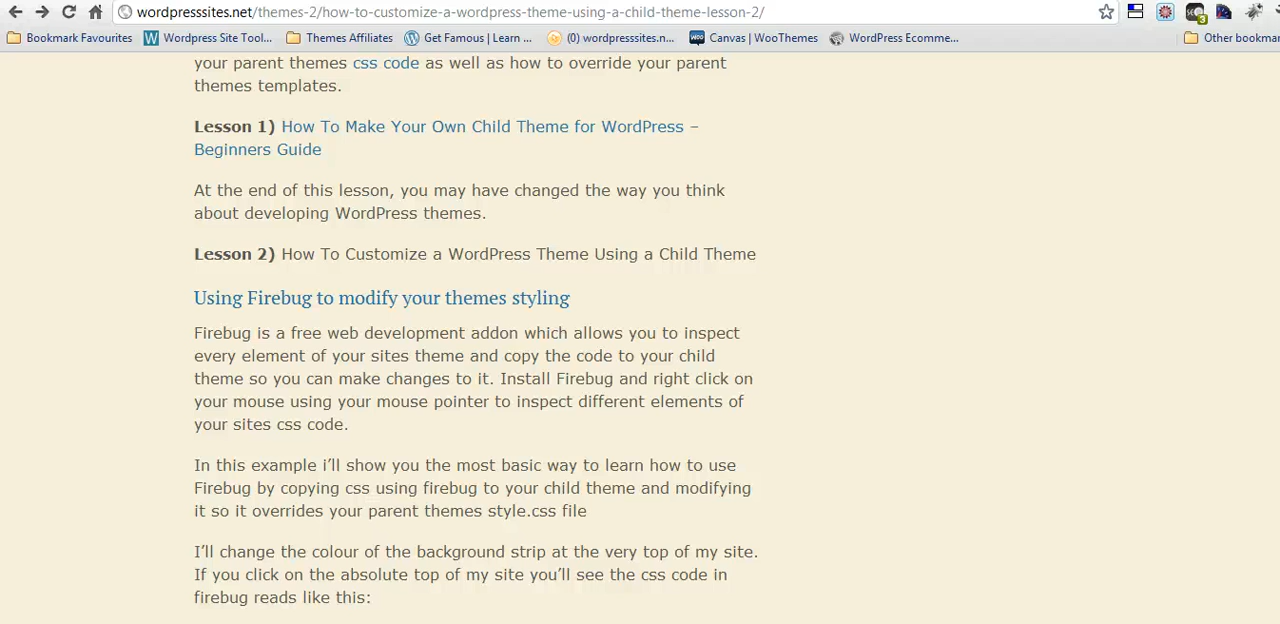 wordpresssites.net/themes-2/how-to-customize-a-wordpress-theme-using-a-child-theme-lesson-2/
3
Bookmark Favourites Wordpress Site Tool... Themes Affiliates Get Famous | Learn ... (0) wordpresssites.n... Canvas | WooThemes WordPress Ecomme... Other bookmar
your parent themes css code as well as how to override your parent
themes templates.
Lesson 1) How To Make Your Own Child Theme for WordPress –
Beginners Guide
At the end of this lesson, you may have changed the way you think
about developing WordPress themes.
Lesson 2) How To Customize a WordPress Theme Using a Child Theme
Using Firebug to modify your themes styling
Firebug is a free web development addon which allows you to inspect
every element of your sites theme and copy the code to your child
theme so you can make changes to it. Install Firebug and right click on
your mouse using your mouse pointer to inspect different elements of
your sites css code.
In this example i’ll show you the most basic way to learn how to use
Firebug by copying css using firebug to your child theme and modifying
it so it overrides your parent themes style.css file
I’ll change the colour of the background strip at the very top of my site.
If you click on the absolute top of my site you’ll see the css code in
firebug reads like this: